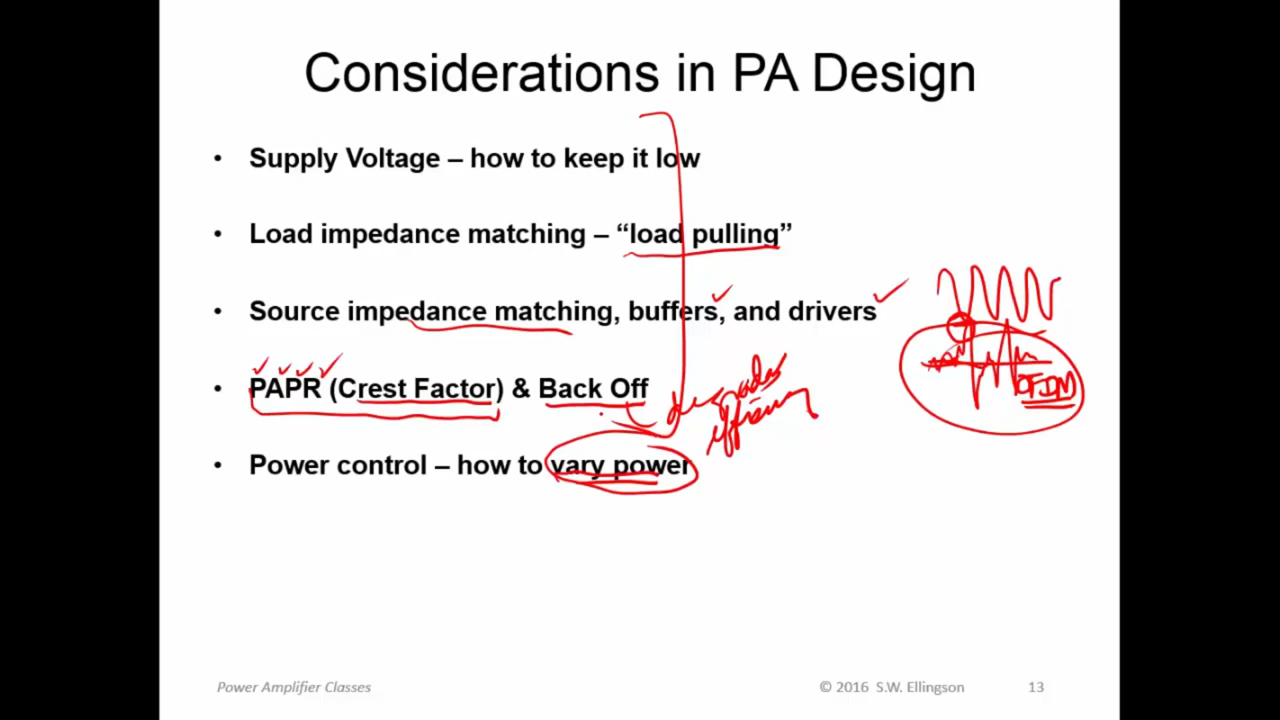 Considerations in PA Design
• Supply Voltage – how to keep it low
• Load impedance matching – “load pulling”
• Source impedance matching, buffers, and drivers
• PAPR (Crest Factor) & Back Off
degrades
efficiency
OFDM
• Power control – how to vary power
Power Amplifier Classes
© 2016 S.W. Ellingson
13